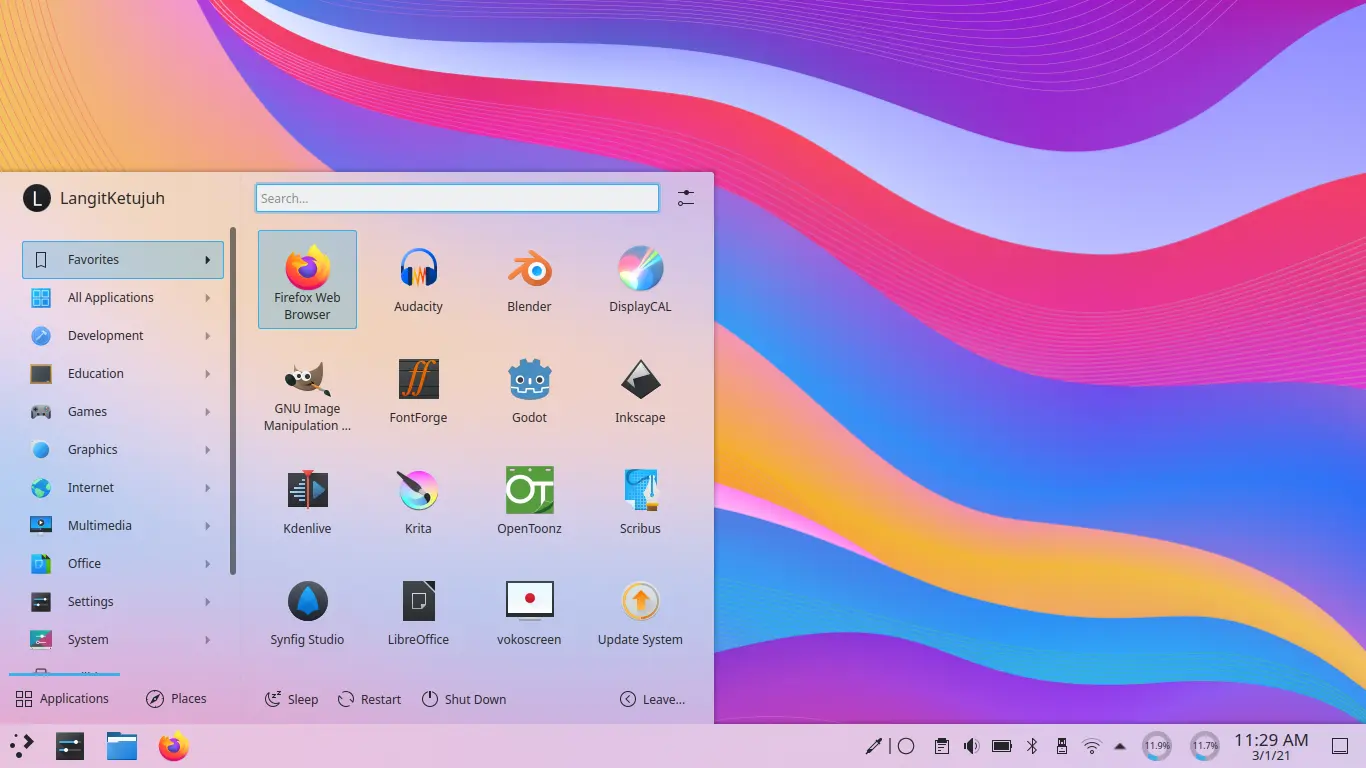 L LangitKetujuh
Search...
Favorites
All Applications
Development
Education
Games
Graphics
Internet
Multimedia
Office
Settings
System
Firefox Web
Browser
Audacity
Blender
DisplayCAL
GNU Image
Manipulation ...
FontForge
Godot
Inkscape
Kdenlive
Krita
OpenToonz
Scribus
Synfig Studio
LibreOffice
vokoscreen
Update System
Applications
Places
Sleep
Restart
Shut Down
Leave...
11.9%
11.7%
11:29 AM
3/1/21